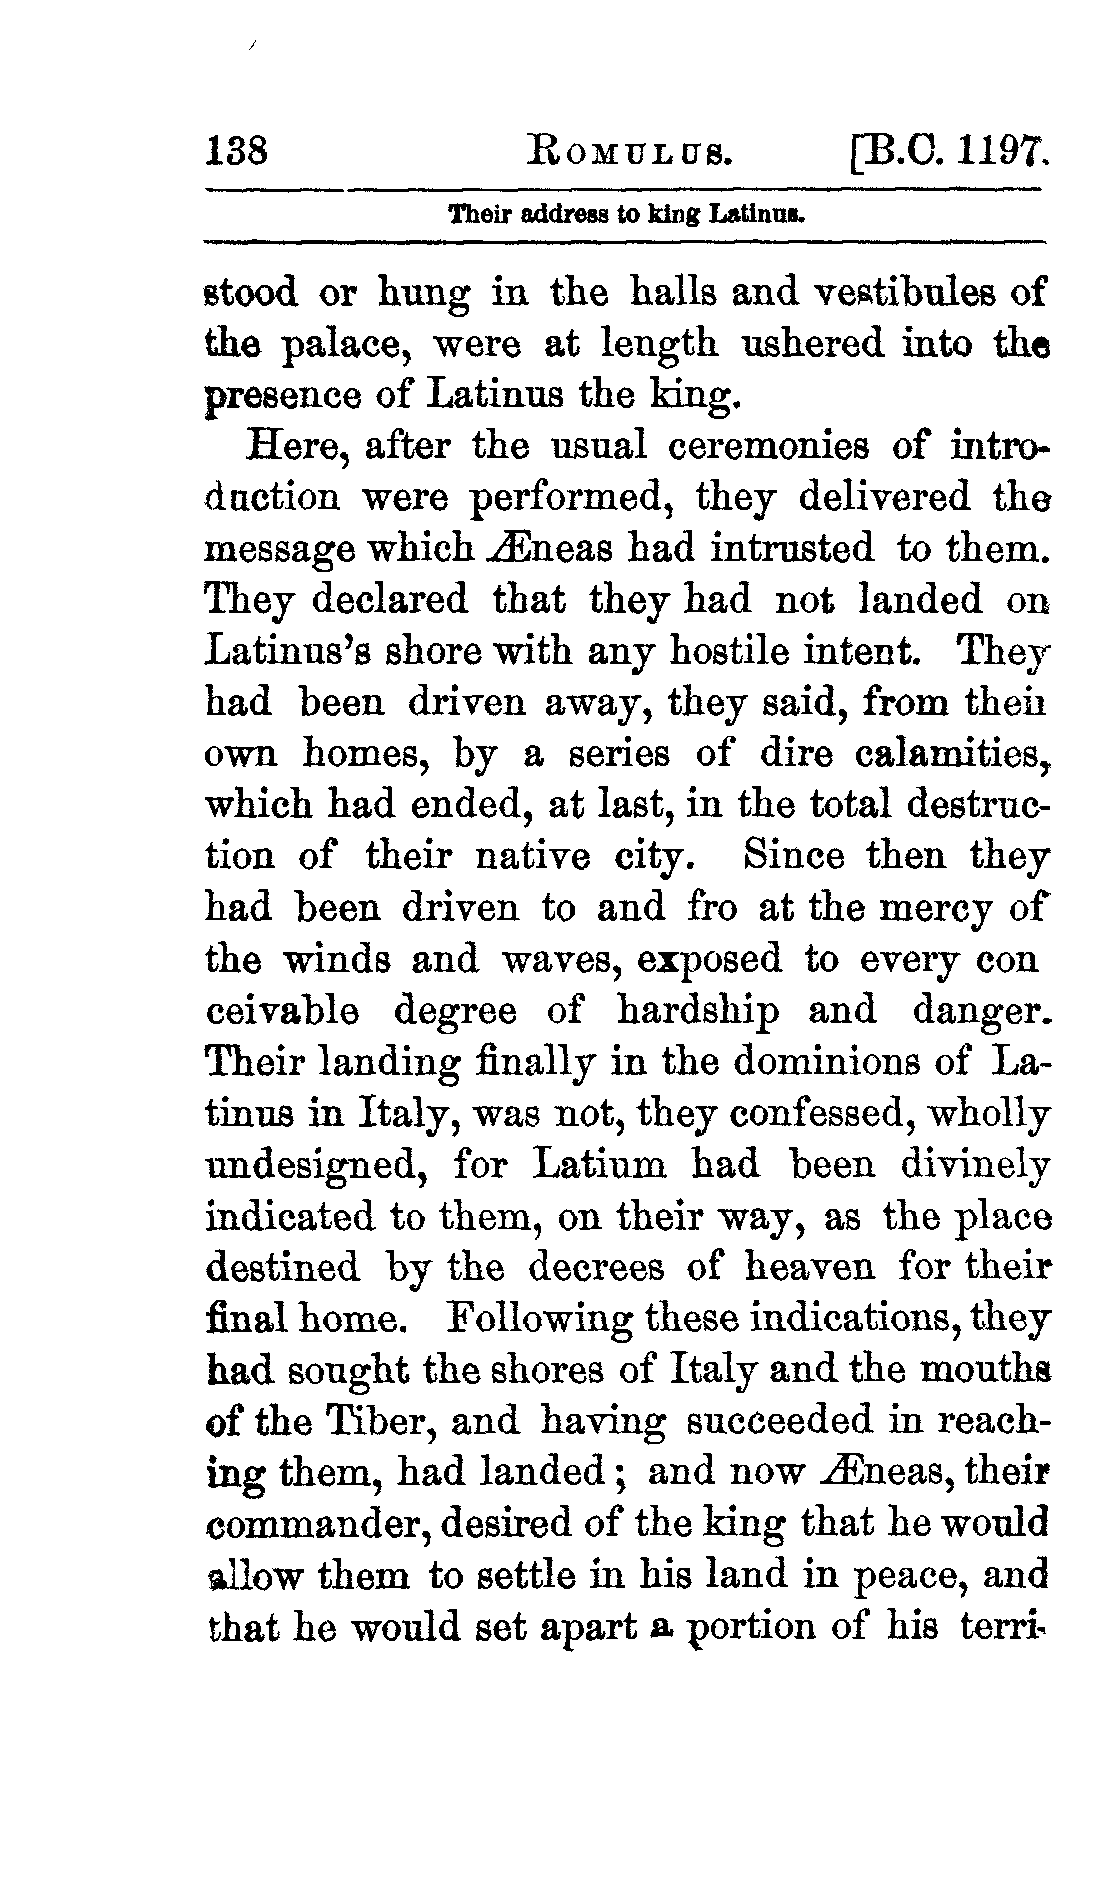 138 ROMULUS. [B.C. 1197.
Their address to king Latinus.
stood or hung in the halls and vestibules of
the palace, were at length ushered into the
presence of Latinus the king.
Here, after the usual ceremonies of intro-
duction were performed, they delivered the
message which Æneas had intrusted to them.
They declared that they had not landed on
Latinus's shore with any hostile intent. They
had been driven away, they said, from their
own homes, by a series of dire calamities,
which had ended, at last, in the total destruc-
tion of their native city. Since then they
had been driven to and fro at the mercy of
the winds and waves, exposed to every con
ceivable degree of hardship and danger.
Their landing finally in the dominions of La-
tinus in Italy, was not, they confessed, wholly
undesigned, for Latium had been divinely
indicated to them, on their way, as the place
destined by the decrees of heaven for their
final home. Following these indications, they
had sought the shores of Italy and the mouths
of the Tiber, and having succeeded in reach-
ing them, had landed; and now Æneas, their
commander, desired of the king that he would
allow them to settle in his land in peace, and
that he would set apart a portion of his terri-